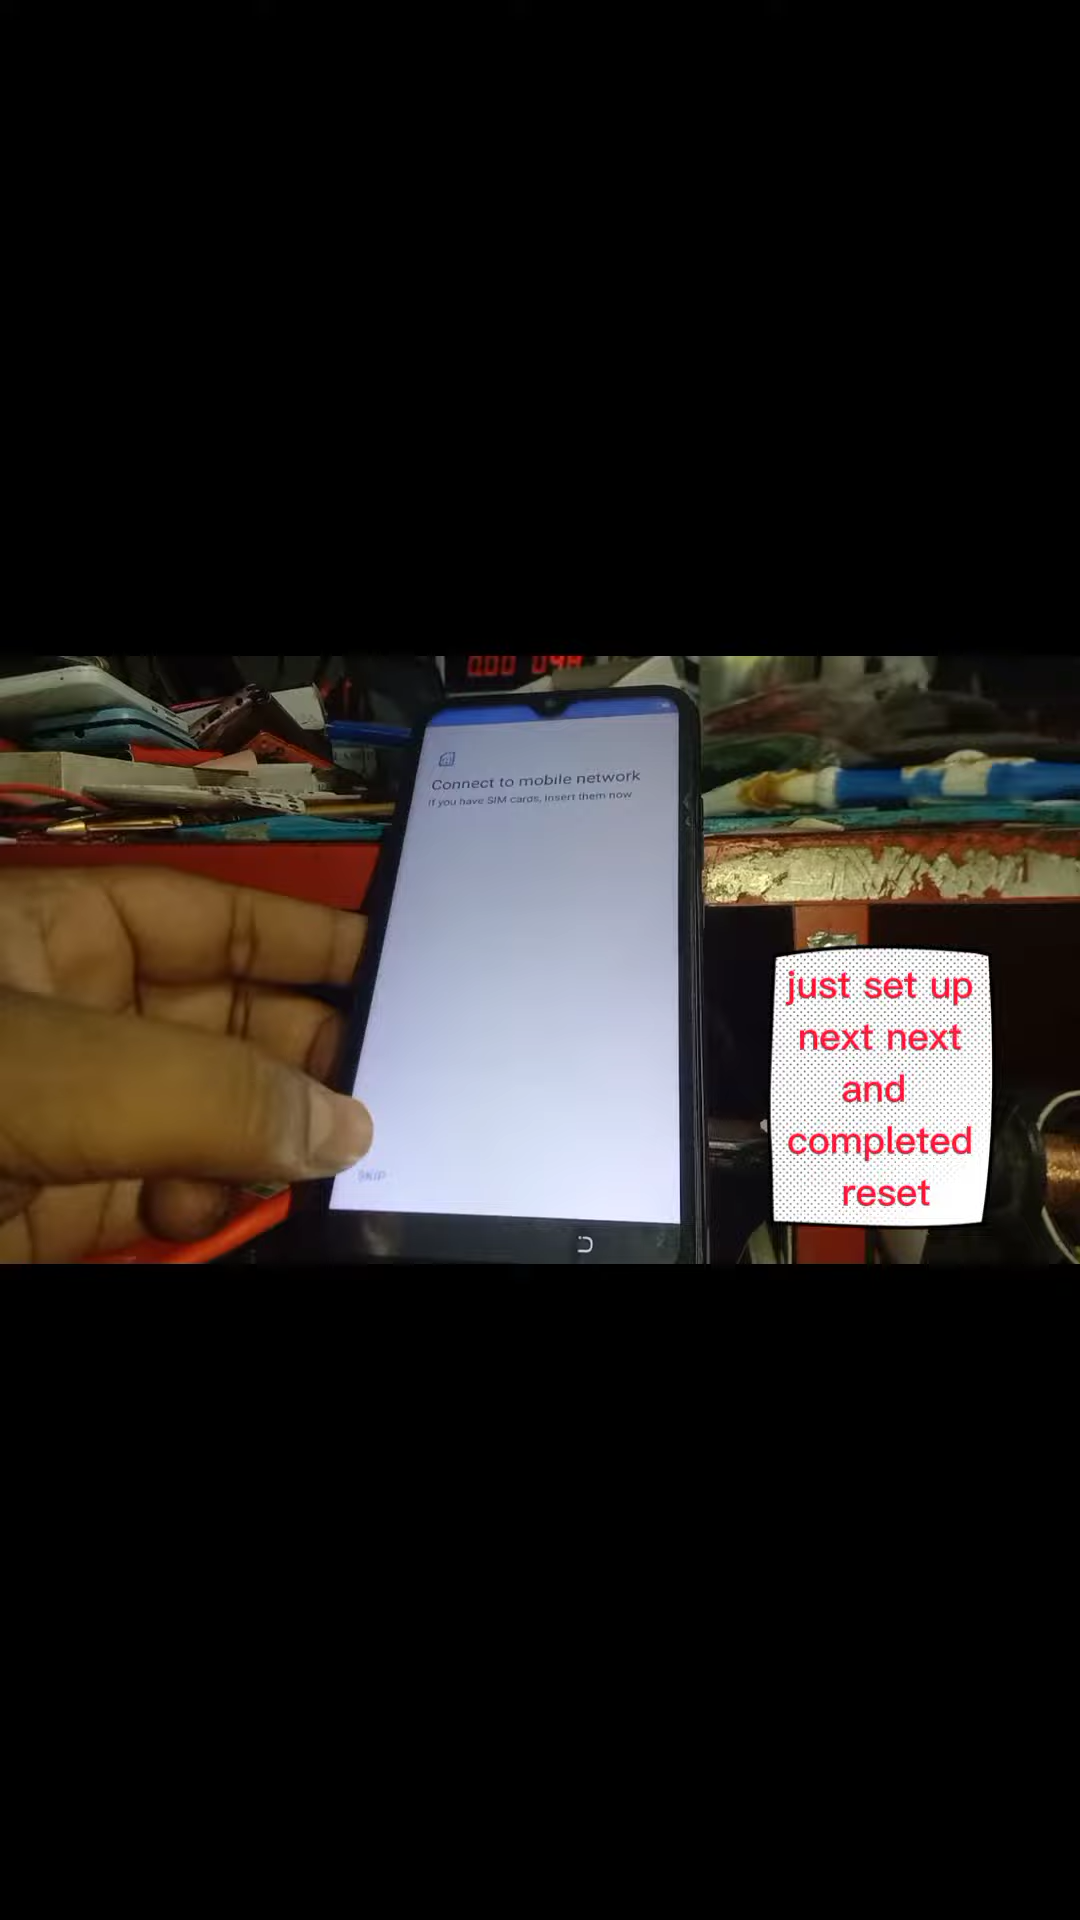 Connect to mobile network
If you have SIM cards, insert them now
SKIP
just set up
next next
and
completed
reset